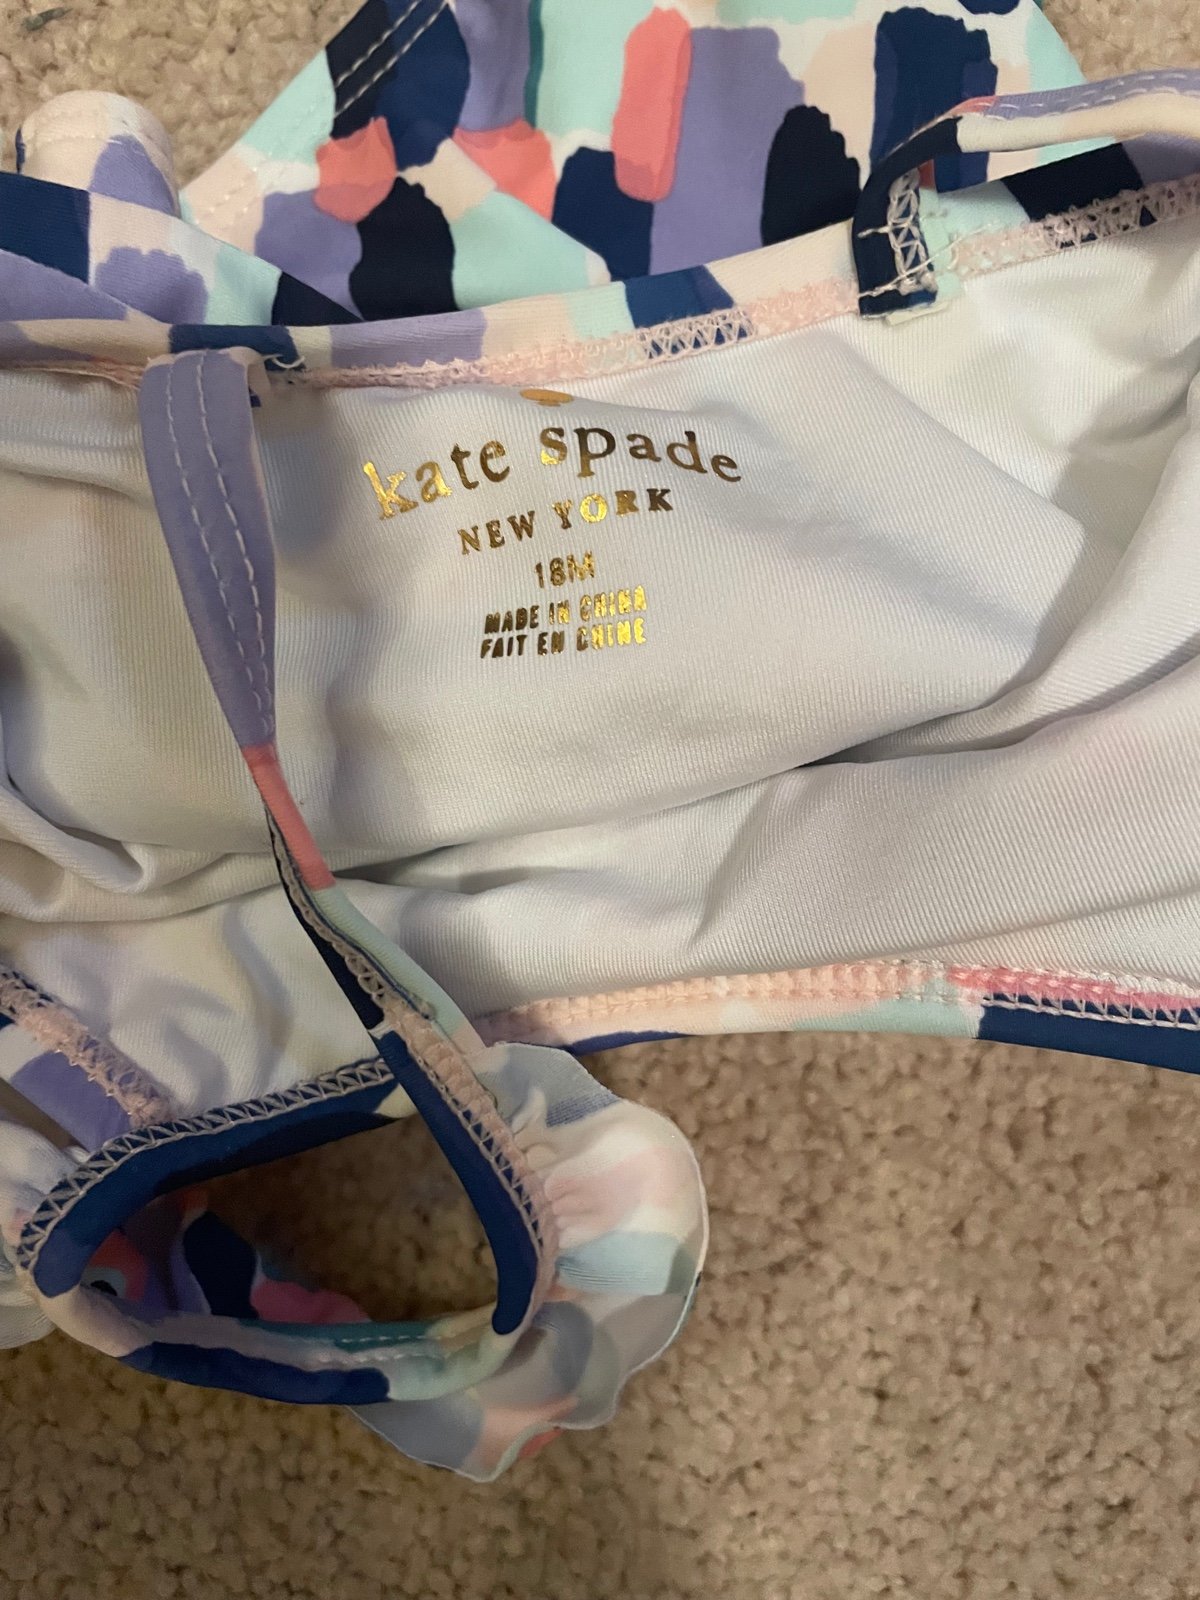 kate spade
NEW YORK
18M
MADE IN CHINA
FAIT EN CHINE